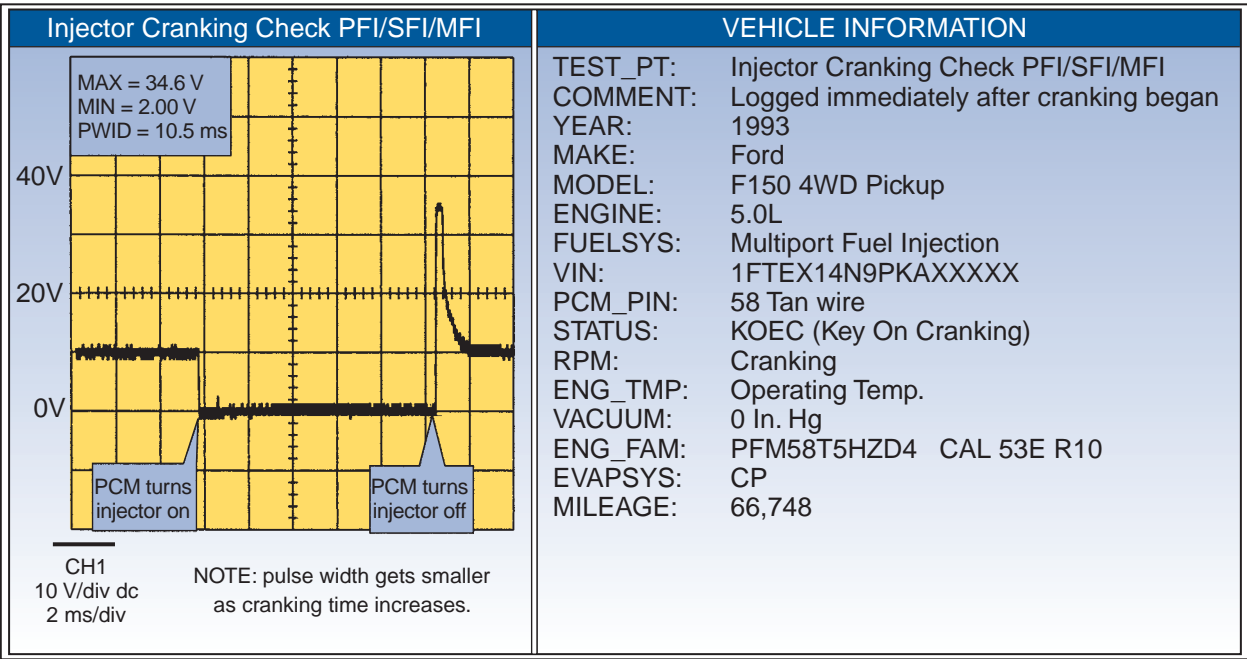 Injector Cranking Check PFI/SFI/MFI
MAX = 34.6 V
MIN = 2.00 V
PWID = 10.5 ms
40V
20V
0V
PCM turns
injector on
PCM turns
injector off
CH1
10 V/div dc
2 ms/div
NOTE: pulse width gets smaller
as cranking time increases.
VEHICLE INFORMATION
TEST_PT: Injector Cranking Check PFI/SFI/MFI
COMMENT: Logged immediately after cranking began
YEAR: 1993
MAKE: Ford
MODEL: F150 4WD Pickup
ENGINE: 5.0L
FUELSYS: Multiport Fuel Injection
VIN: 1FTEX14N9PKAXXXXX
PCM_PIN: 58 Tan wire
STATUS: KOEC (Key On Cranking)
RPM: Cranking
ENG_TMP: Operating Temp.
VACUUM: 0 In. Hg
ENG_FAM: PFM58T5HZD4 CAL 53E R10
EVAPSYS: CP
MILEAGE: 66,748